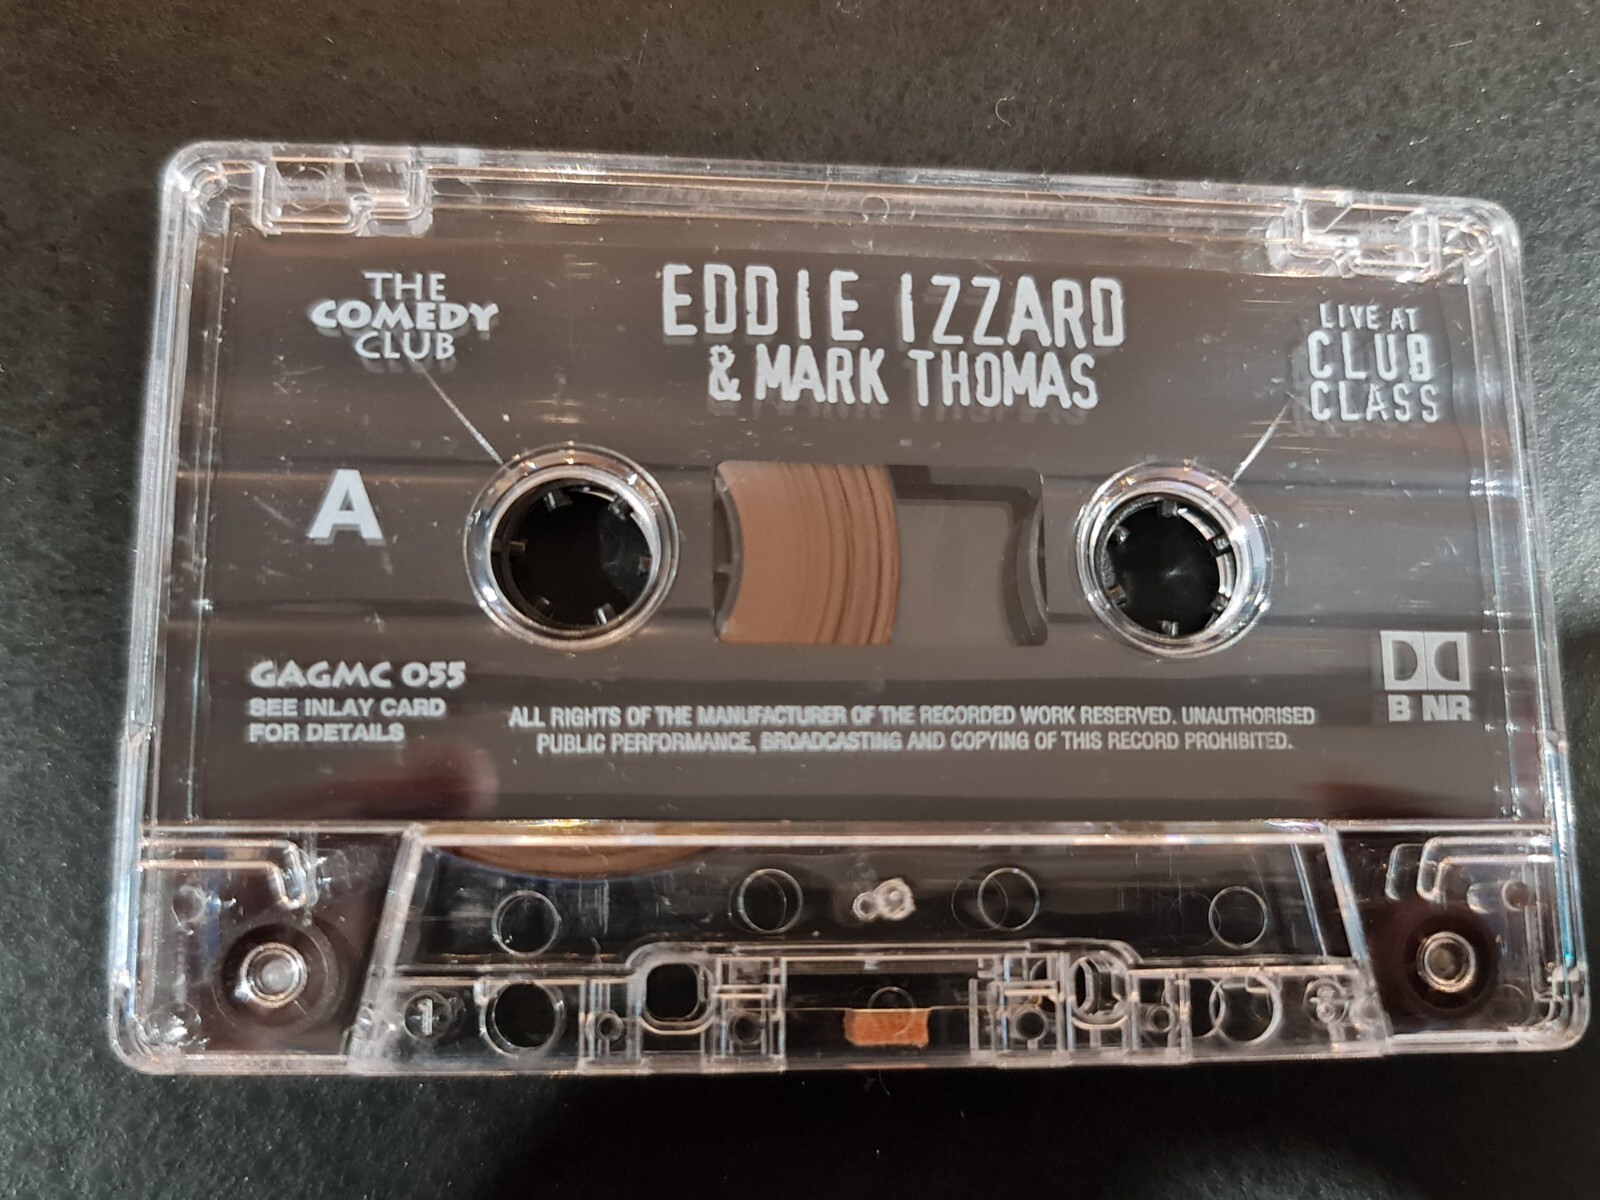 THE
COMEDY
CLUB
EDDIE IZZARD
& MARK THOMAS
LIVE AT
CLUB
CLASS
A
GAGMC 055
SEE INLAY CARD
FOR DETAILS
ALL RIGHTS OF THE MANUFACTURER OF THE RECORDED WORK RESERVED. UNAUTHORISED
PUBLIC PERFORMANCE, BROADCASTING AND COPYING OF THIS RECORD PROHIBITED.
B NR
1